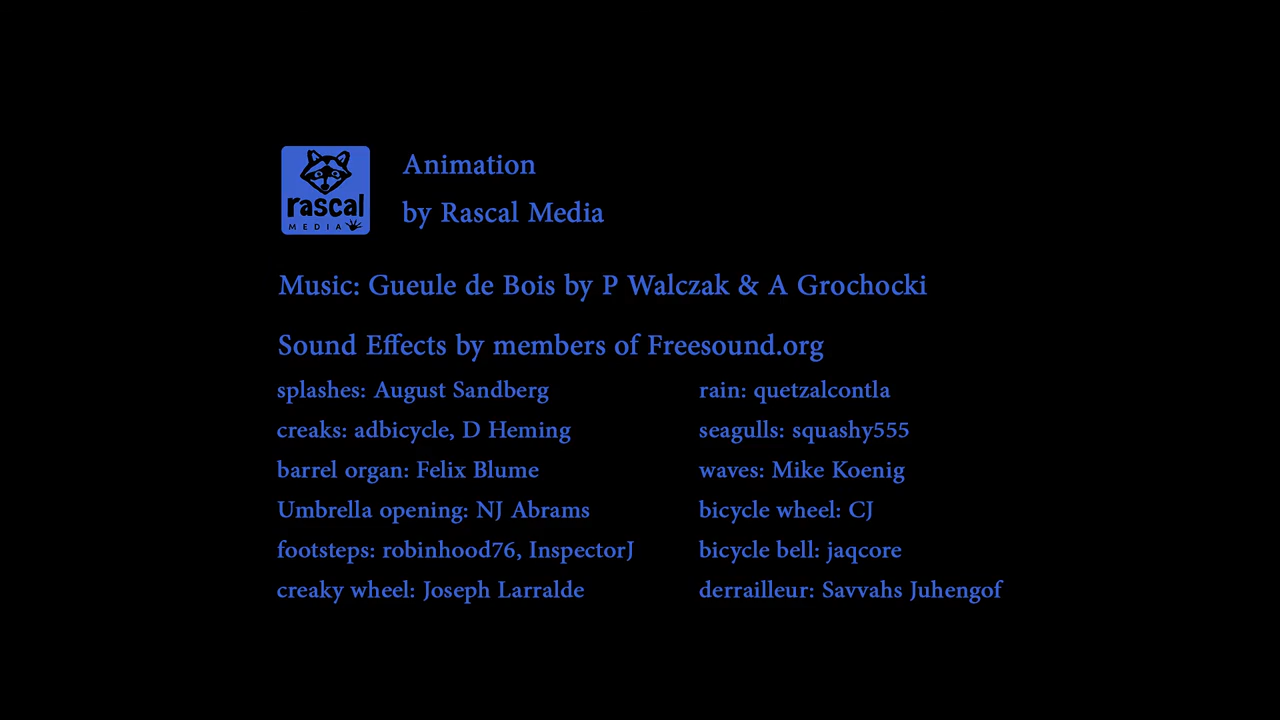 rascal
MEDIA
Animation
by Rascal Media
Music: Gueule de Bois by P Walczak & A Grochocki
Sound Effects by members of Freesound.org
splashes: August Sandberg
creaks: adbicycle, D Heming
barrel organ: Felix Blume
Umbrella opening: NJ Abrams
footsteps: robinhood76, InspectorJ
creaky wheel: Joseph Larralde
rain: quetzalcontla
seagulls: squashy555
waves: Mike Koenig
bicycle wheel: CJ
bicycle bell: jaqcore
derrailleur: Savvahs Juhengof